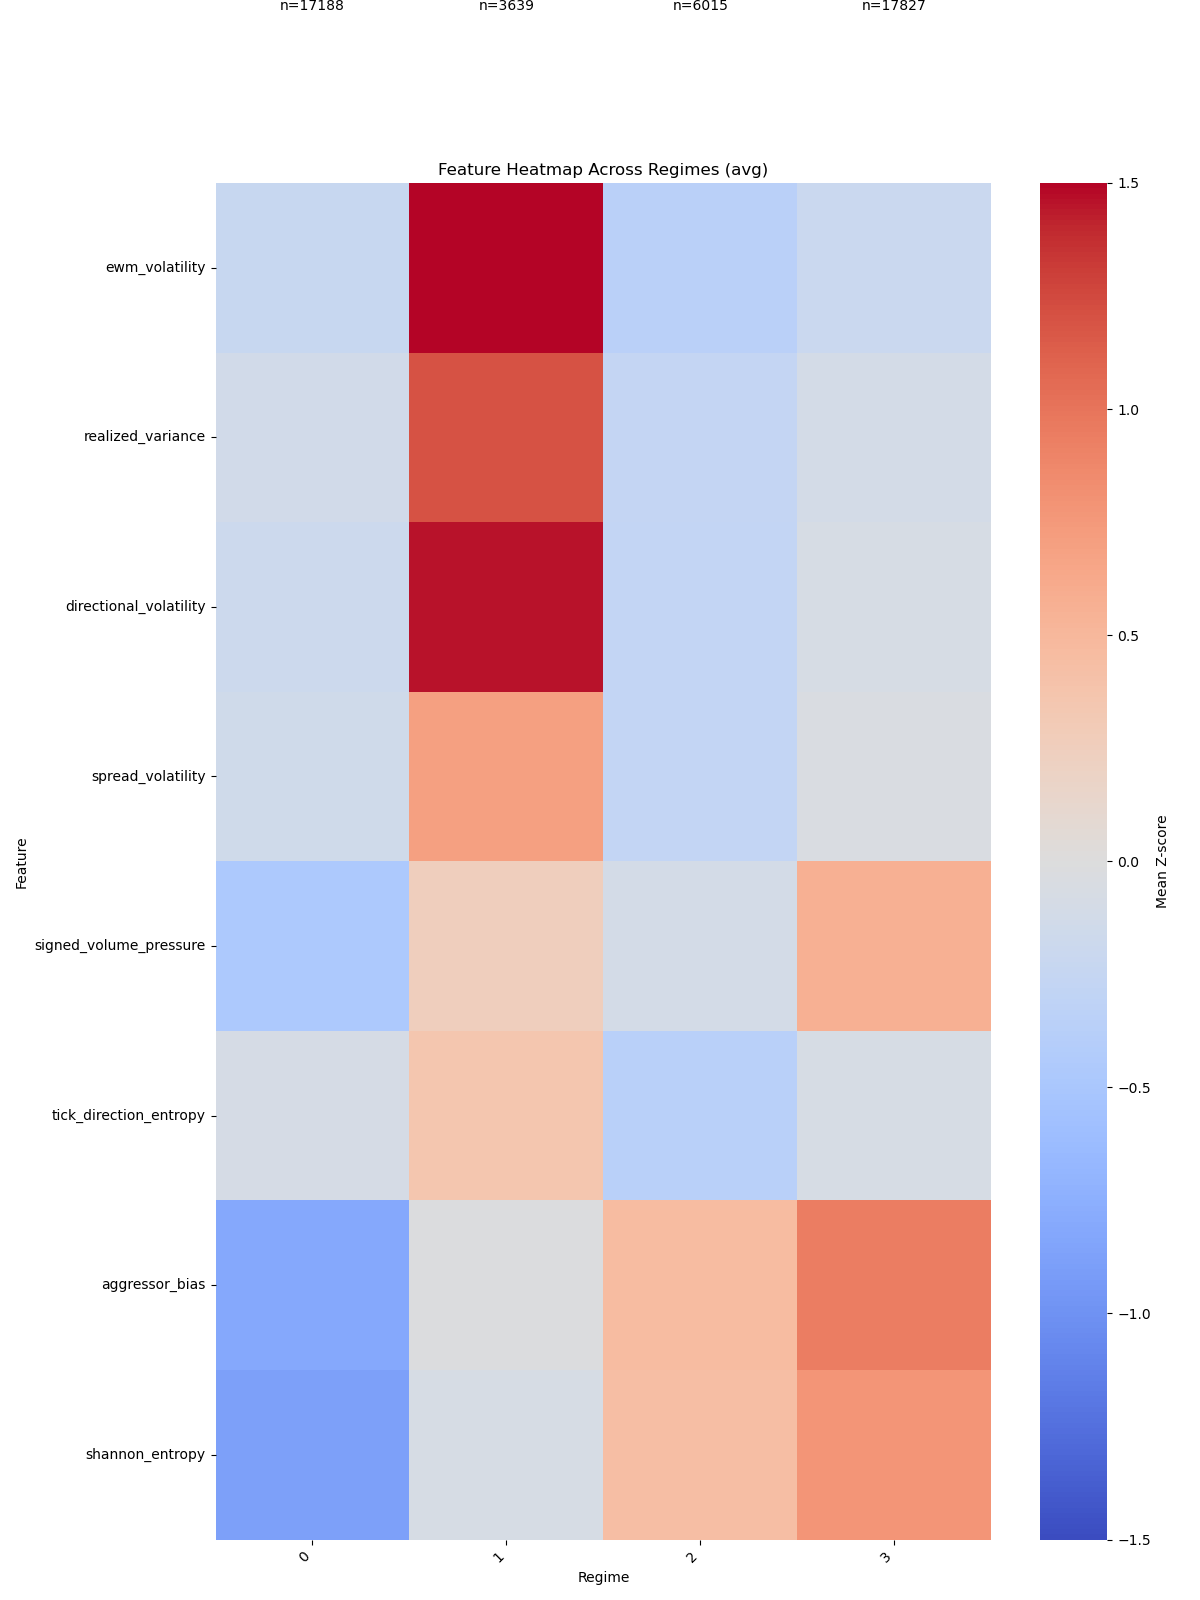 n=17188 n=3639 n=6015 n=17827
Feature Heatmap Across Regimes (avg)
ewm_volatility
realized_variance
directional_volatility
spread_volatility
signed_volume_pressure
tick_direction_entropy
aggressor_bias
shannon_entropy
Feature
0 1 2 3
Regime
1.5
1.0
0.5
0.0
−0.5
−1.0
−1.5
Mean Z-score